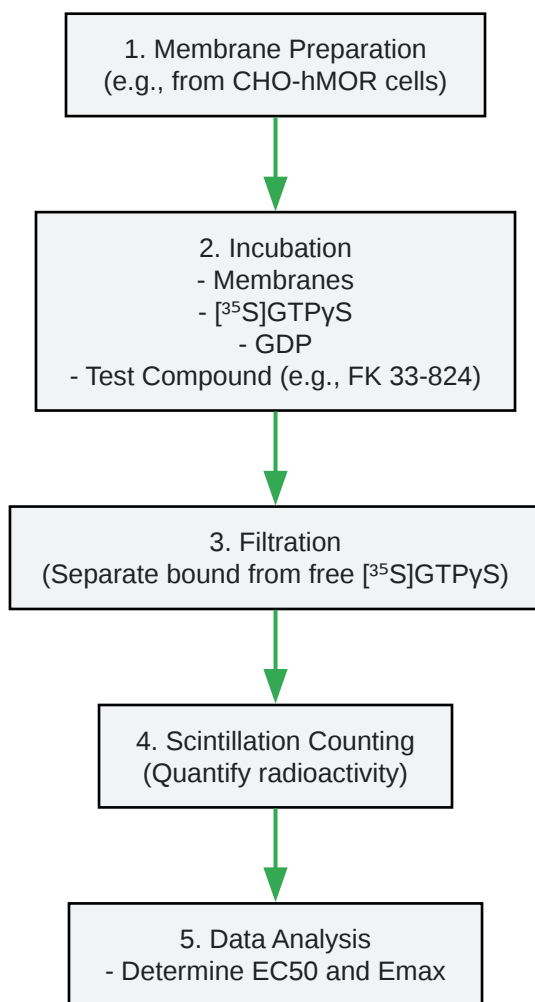 1. Membrane Preparation
(e.g., from CHO-hMOR cells)
2. Incubation
- Membranes
- [³⁵S]GTPγS
- GDP
- Test Compound (e.g., FK 33-824)
3. Filtration
(Separate bound from free [³⁵S]GTPγS)
4. Scintillation Counting
(Quantify radioactivity)
5. Data Analysis
- Determine EC50 and Emax